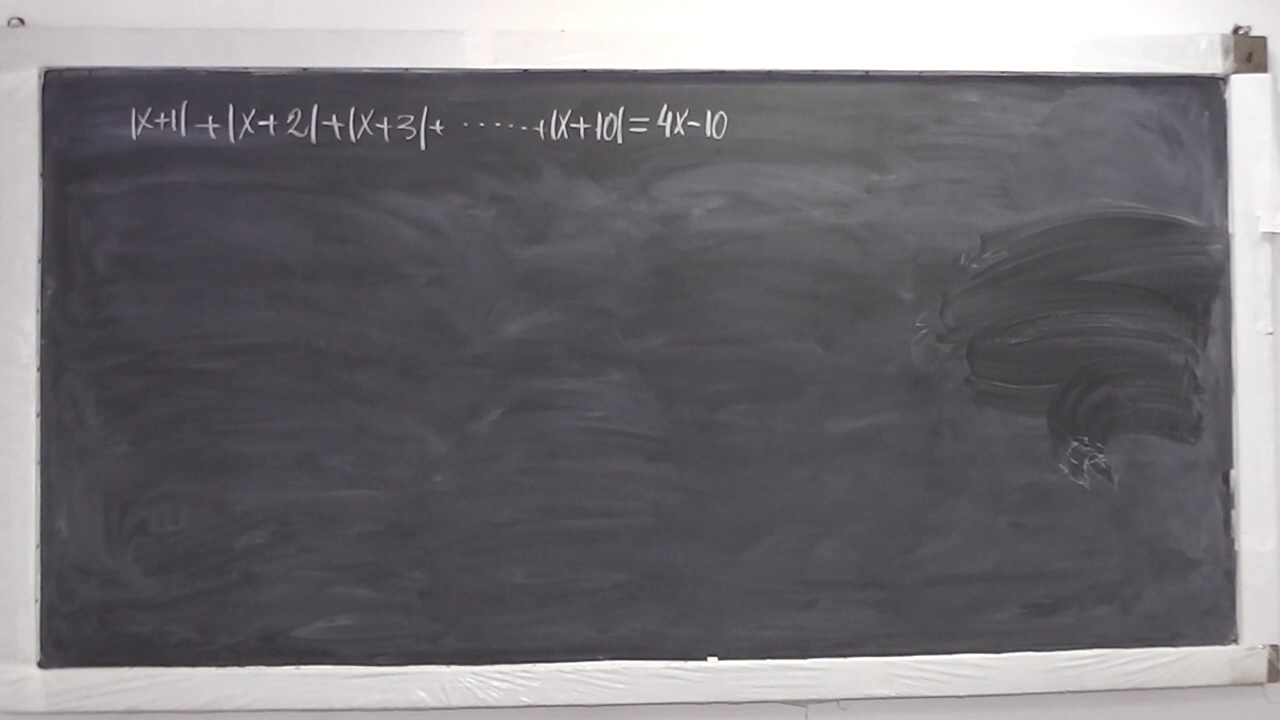 |x+1| + |x+2| + |x+3| + ...... + |x+10| = 4x-10